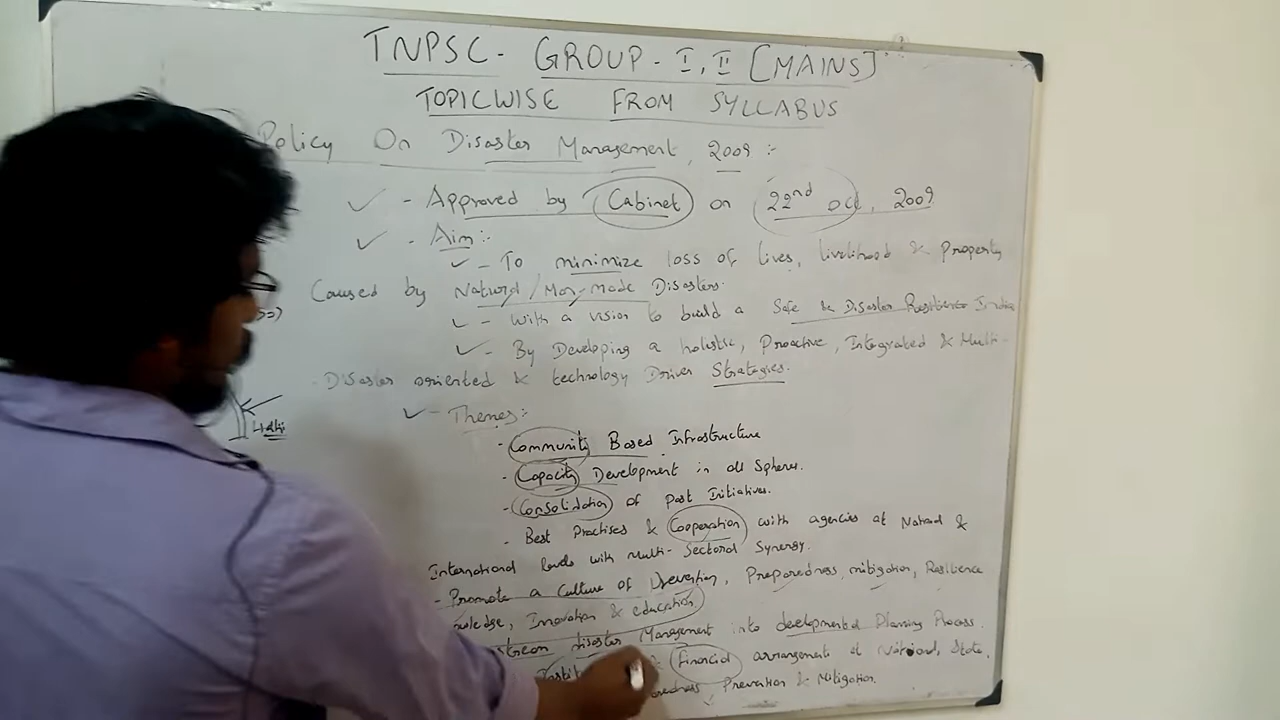 TNPSC - GROUP - I, II [MAINS]
TOPICWISE FROM SYLLABUS
Policy On Disaster Management, 2009 :-
- Approved by Cabinet on 22nd Oct, 2009
- Aim :-
- To minimize loss of lives, livelihood & Property
Caused by Natural / Man-made Disasters.
- With a vision to build a Safe & Disaster Resilience India
- By Developing a holistic, Proactive, Integrated & Multi-
Disaster oriented & technology Driven Strategies.
- Themes :-
- Community Based Infrastructure
- Capacity Development in all Spheres.
- Consolidation of Past Initiatives.
- Best Practises & Cooperation with agencies at National &
International levels with multi-Sectoral Synergy.
- Promote a Culture of Prevention, Preparedness, mitigation, Resilience
Innovation & education
disaster Management into developmental Planning Process.
& financial arrangements at National, State,
Prevention & Mitigation.